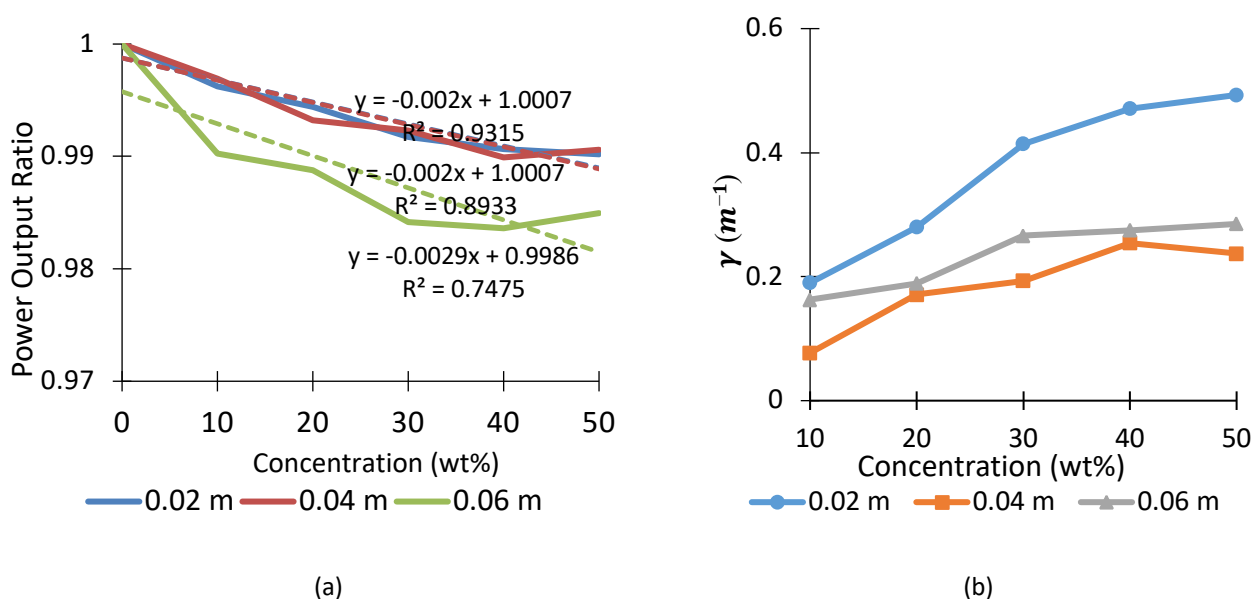 1
0.99
0.98
0.97
Power Output Ratio
y = -0.002x + 1.0007
R² = 0.9315
y = -0.002x + 1.0007
R² = 0.8933
y = -0.0029x + 0.9986
R² = 0.7475
0 10 20 30 40 50
Concentration (wt%)
0.02 m 0.04 m 0.06 m
(a)
0.6
0.4
0.2
0
γ (m⁻¹)
10 20 30 40 50
Concentration (wt%)
0.02 m 0.04 m 0.06 m
(b)